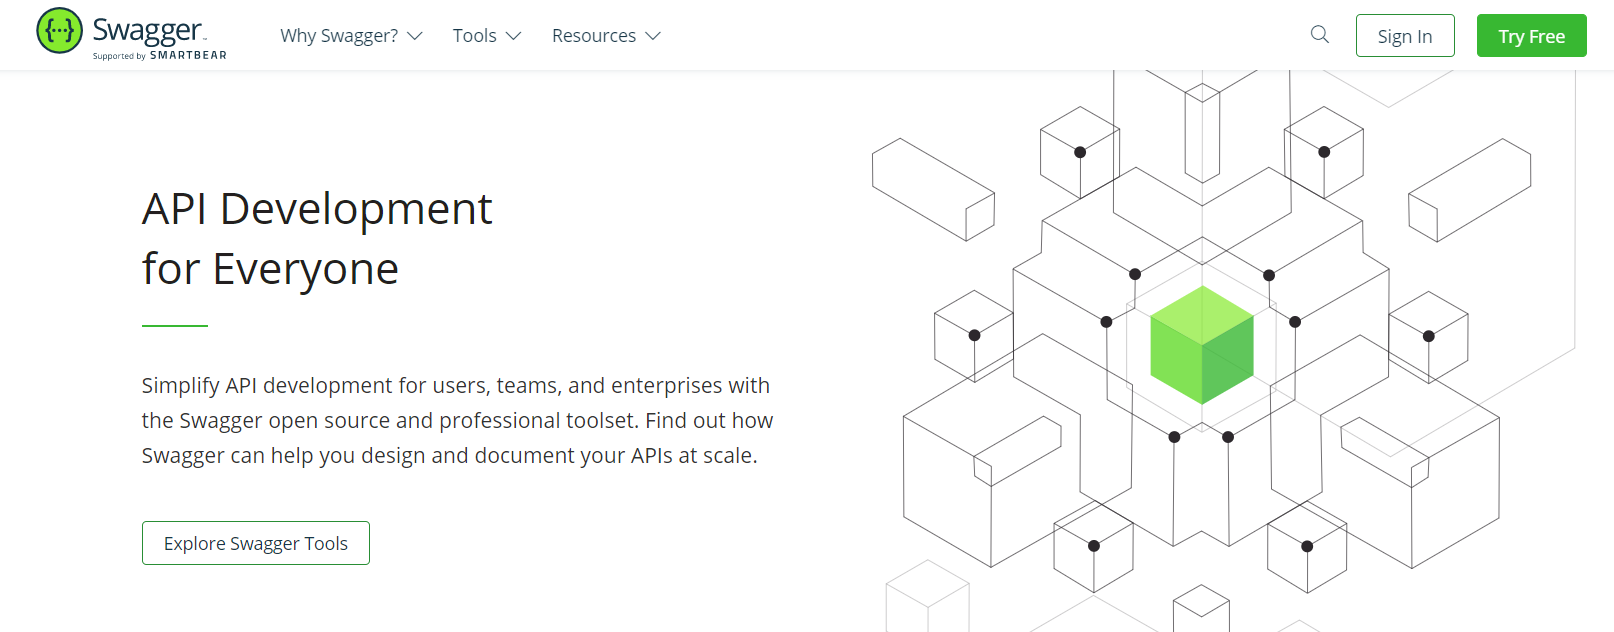 {···} Swagger™
Supported by SMARTBEAR
Why Swagger?
Tools
Resources
Sign In
Try Free
API Development
for Everyone
Simplify API development for users, teams, and enterprises with
the Swagger open source and professional toolset. Find out how
Swagger can help you design and document your APIs at scale.
Explore Swagger Tools